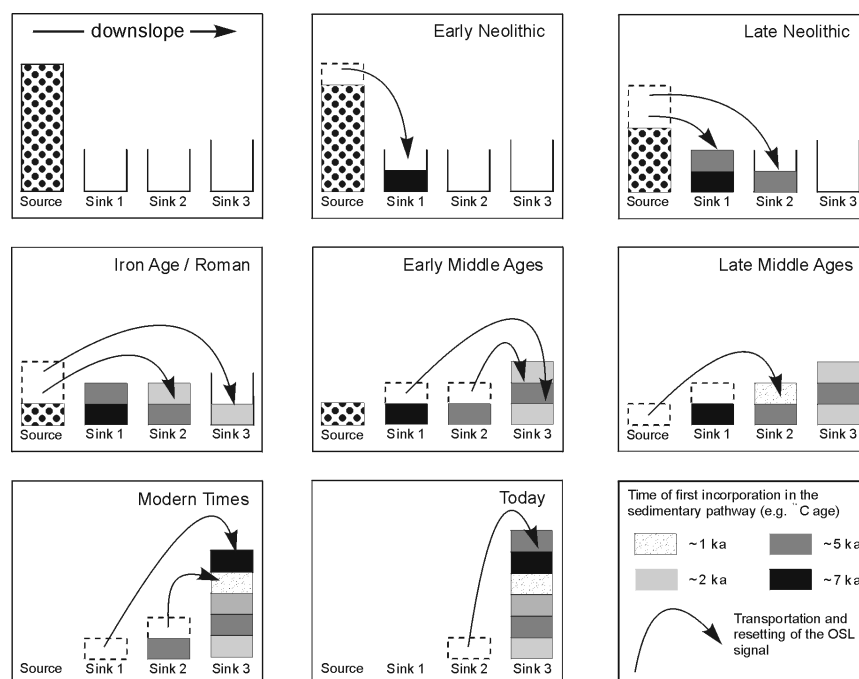 downslope
Source Sink 1 Sink 2 Sink 3
Early Neolithic
Source Sink 1 Sink 2 Sink 3
Late Neolithic
Source Sink 1 Sink 2 Sink 3
Iron Age / Roman
Source Sink 1 Sink 2 Sink 3
Early Middle Ages
Source Sink 1 Sink 2 Sink 3
Late Middle Ages
Source Sink 1 Sink 2 Sink 3
Modern Times
Source Sink 1 Sink 2 Sink 3
Today
Source Sink 1 Sink 2 Sink 3
Time of first incorporation in the
sedimentary pathway (e.g. C age)
~1 ka ~5 ka
~2 ka ~7 ka
Transportation and
resetting of the OSL
signal